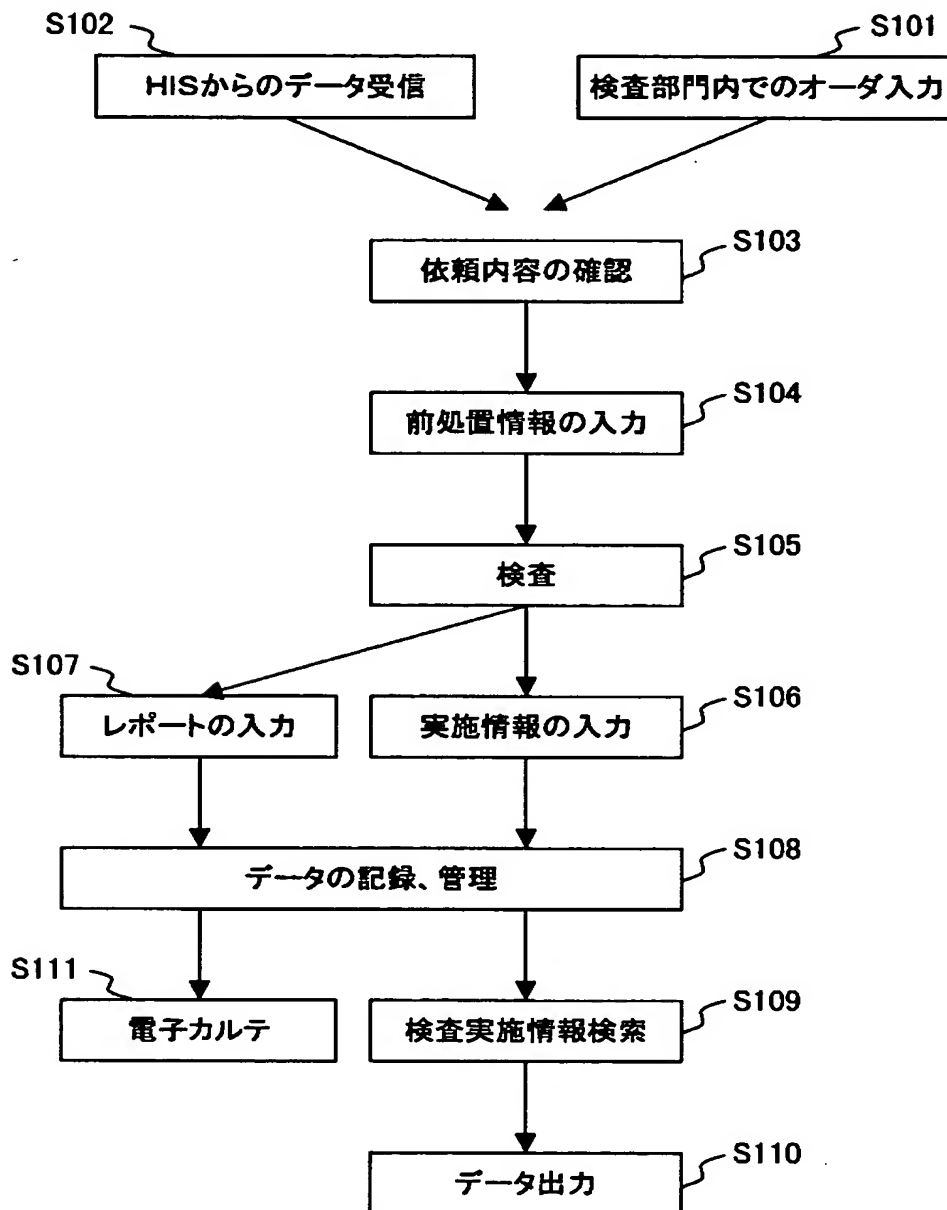 S102
S101
HISからのデータ受信
検査部門内でのオーダ入力
S103
依頼内容の確認
S104
前処置情報の入力
S105
検査
S107
S106
レポートの入力
実施情報の入力
S108
データの記録、管理
S111
S109
電子カルテ
検査実施情報検索
S110
データ出力